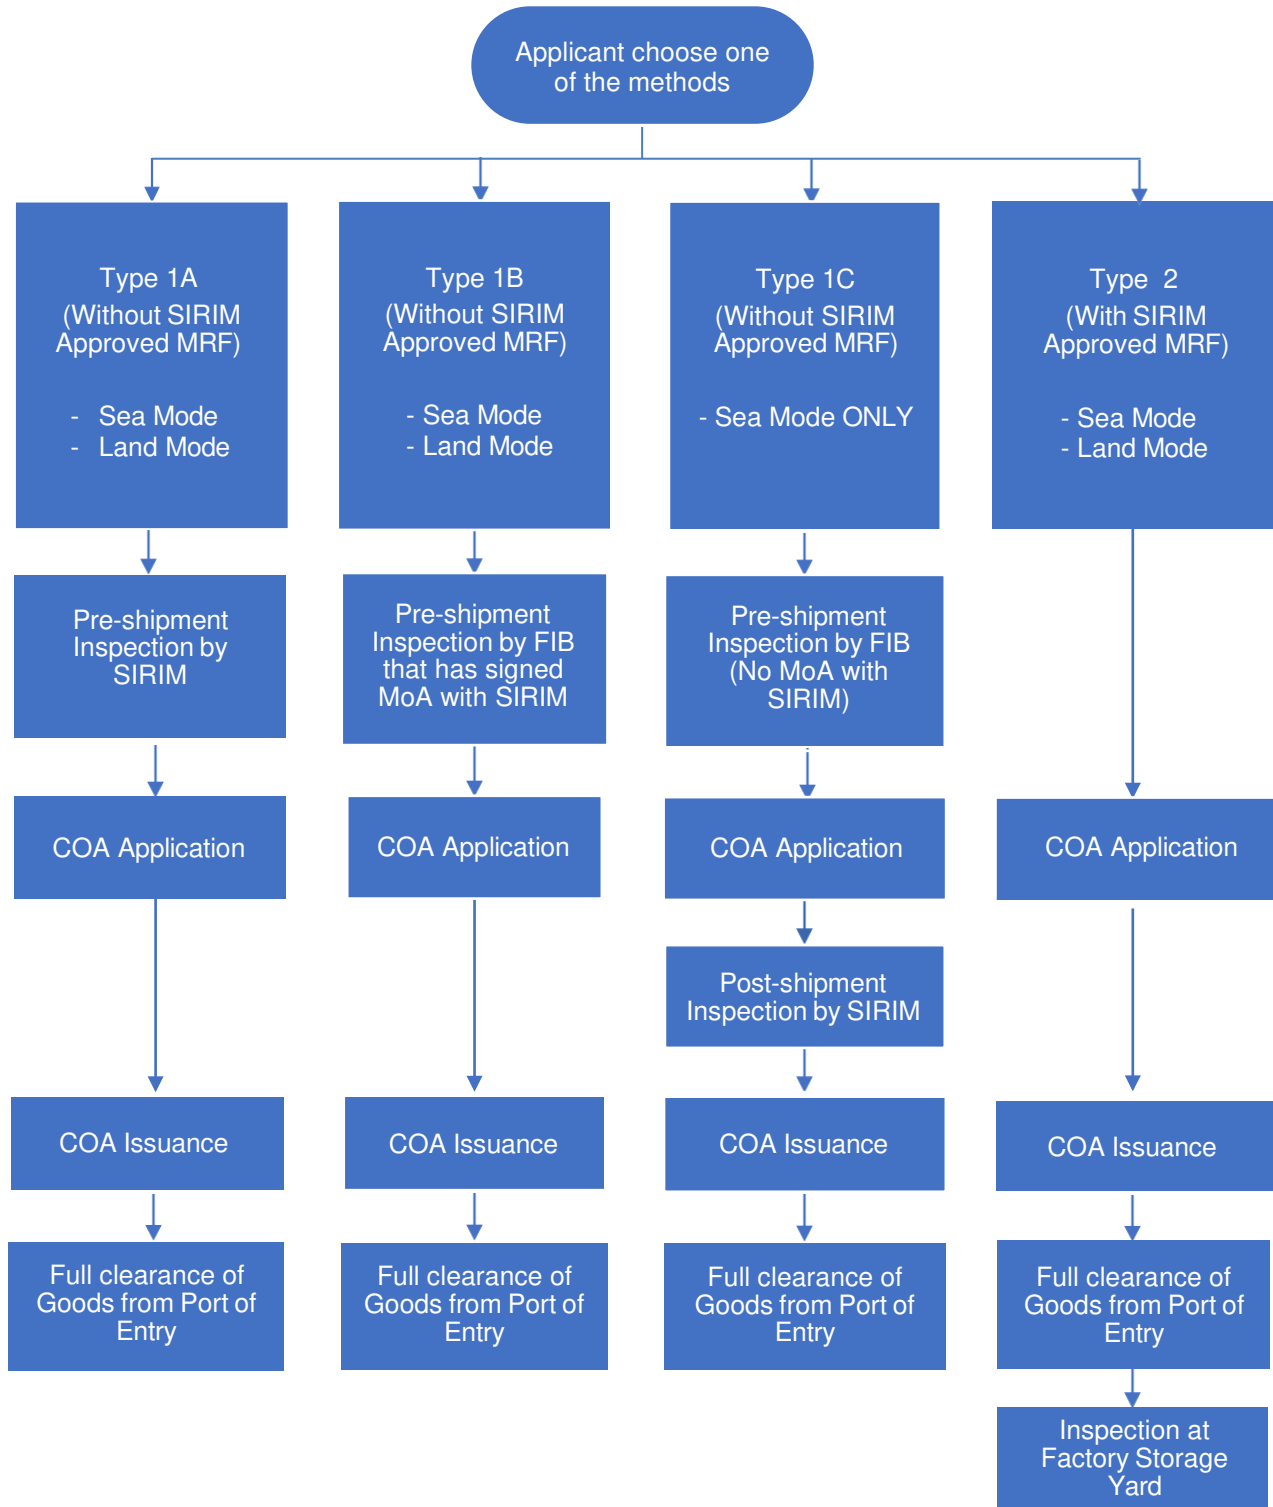 Applicant choose one
of the methods
Type 1A
(Without SIRIM
Approved MRF)
- Sea Mode
- Land Mode
Type 1B
(Without SIRIM
Approved MRF)
- Sea Mode
- Land Mode
Type 1C
(Without SIRIM
Approved MRF)
- Sea Mode ONLY
Type 2
(With SIRIM
Approved MRF)
- Sea Mode
- Land Mode
Pre-shipment
Inspection by
SIRIM
Pre-shipment
Inspection by FIB
that has signed
MoA with SIRIM
Pre-shipment
Inspection by FIB
(No MoA with
SIRIM)
COA Application
COA Application
COA Application
COA Application
Post-shipment
Inspection by SIRIM
COA Issuance
COA Issuance
COA Issuance
COA Issuance
Full clearance of
Goods from Port of
Entry
Full clearance of
Goods from Port of
Entry
Full clearance of
Goods from Port of
Entry
Full clearance of
Goods from Port of
Entry
Inspection at
Factory Storage
Yard